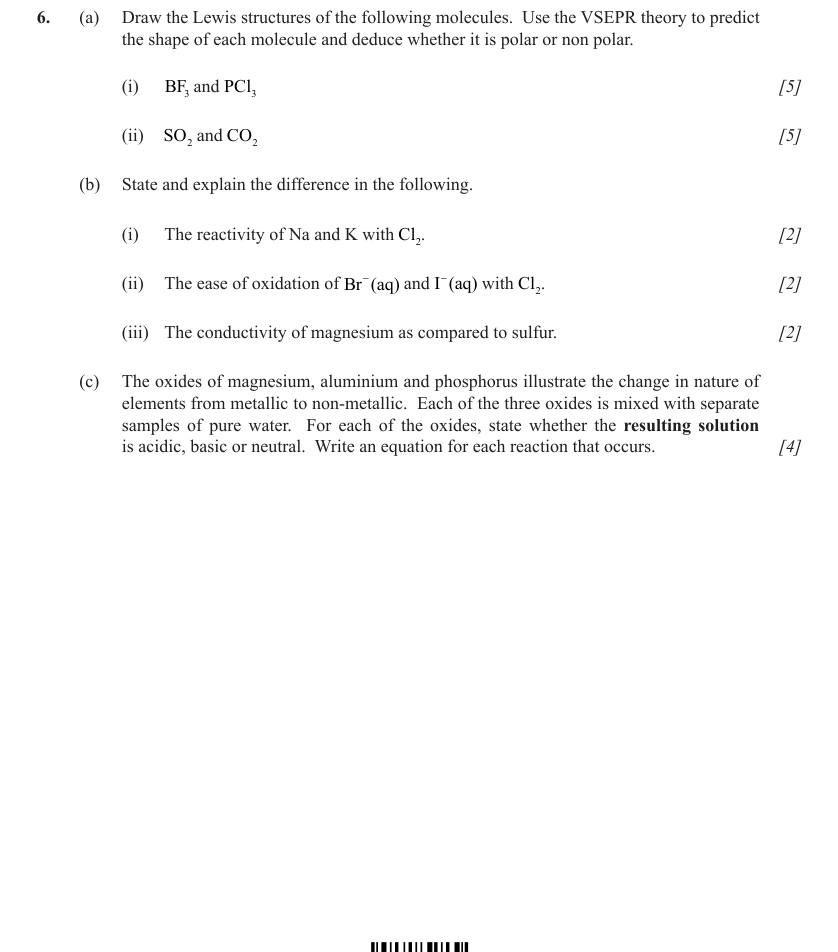 6. (a) Draw the Lewis structures of the following molecules. Use the VSEPR theory to predict
the shape of each molecule and deduce whether it is polar or non polar.
(i) BF₃ and PCl₃ [5]
(ii) SO₂ and CO₂ [5]
(b) State and explain the difference in the following.
(i) The reactivity of Na and K with Cl₂. [2]
(ii) The ease of oxidation of Br⁻(aq) and I⁻(aq) with Cl₂. [2]
(iii) The conductivity of magnesium as compared to sulfur. [2]
(c) The oxides of magnesium, aluminium and phosphorus illustrate the change in nature of
elements from metallic to non-metallic. Each of the three oxides is mixed with separate
samples of pure water. For each of the oxides, state whether the resulting solution
is acidic, basic or neutral. Write an equation for each reaction that occurs. [4]